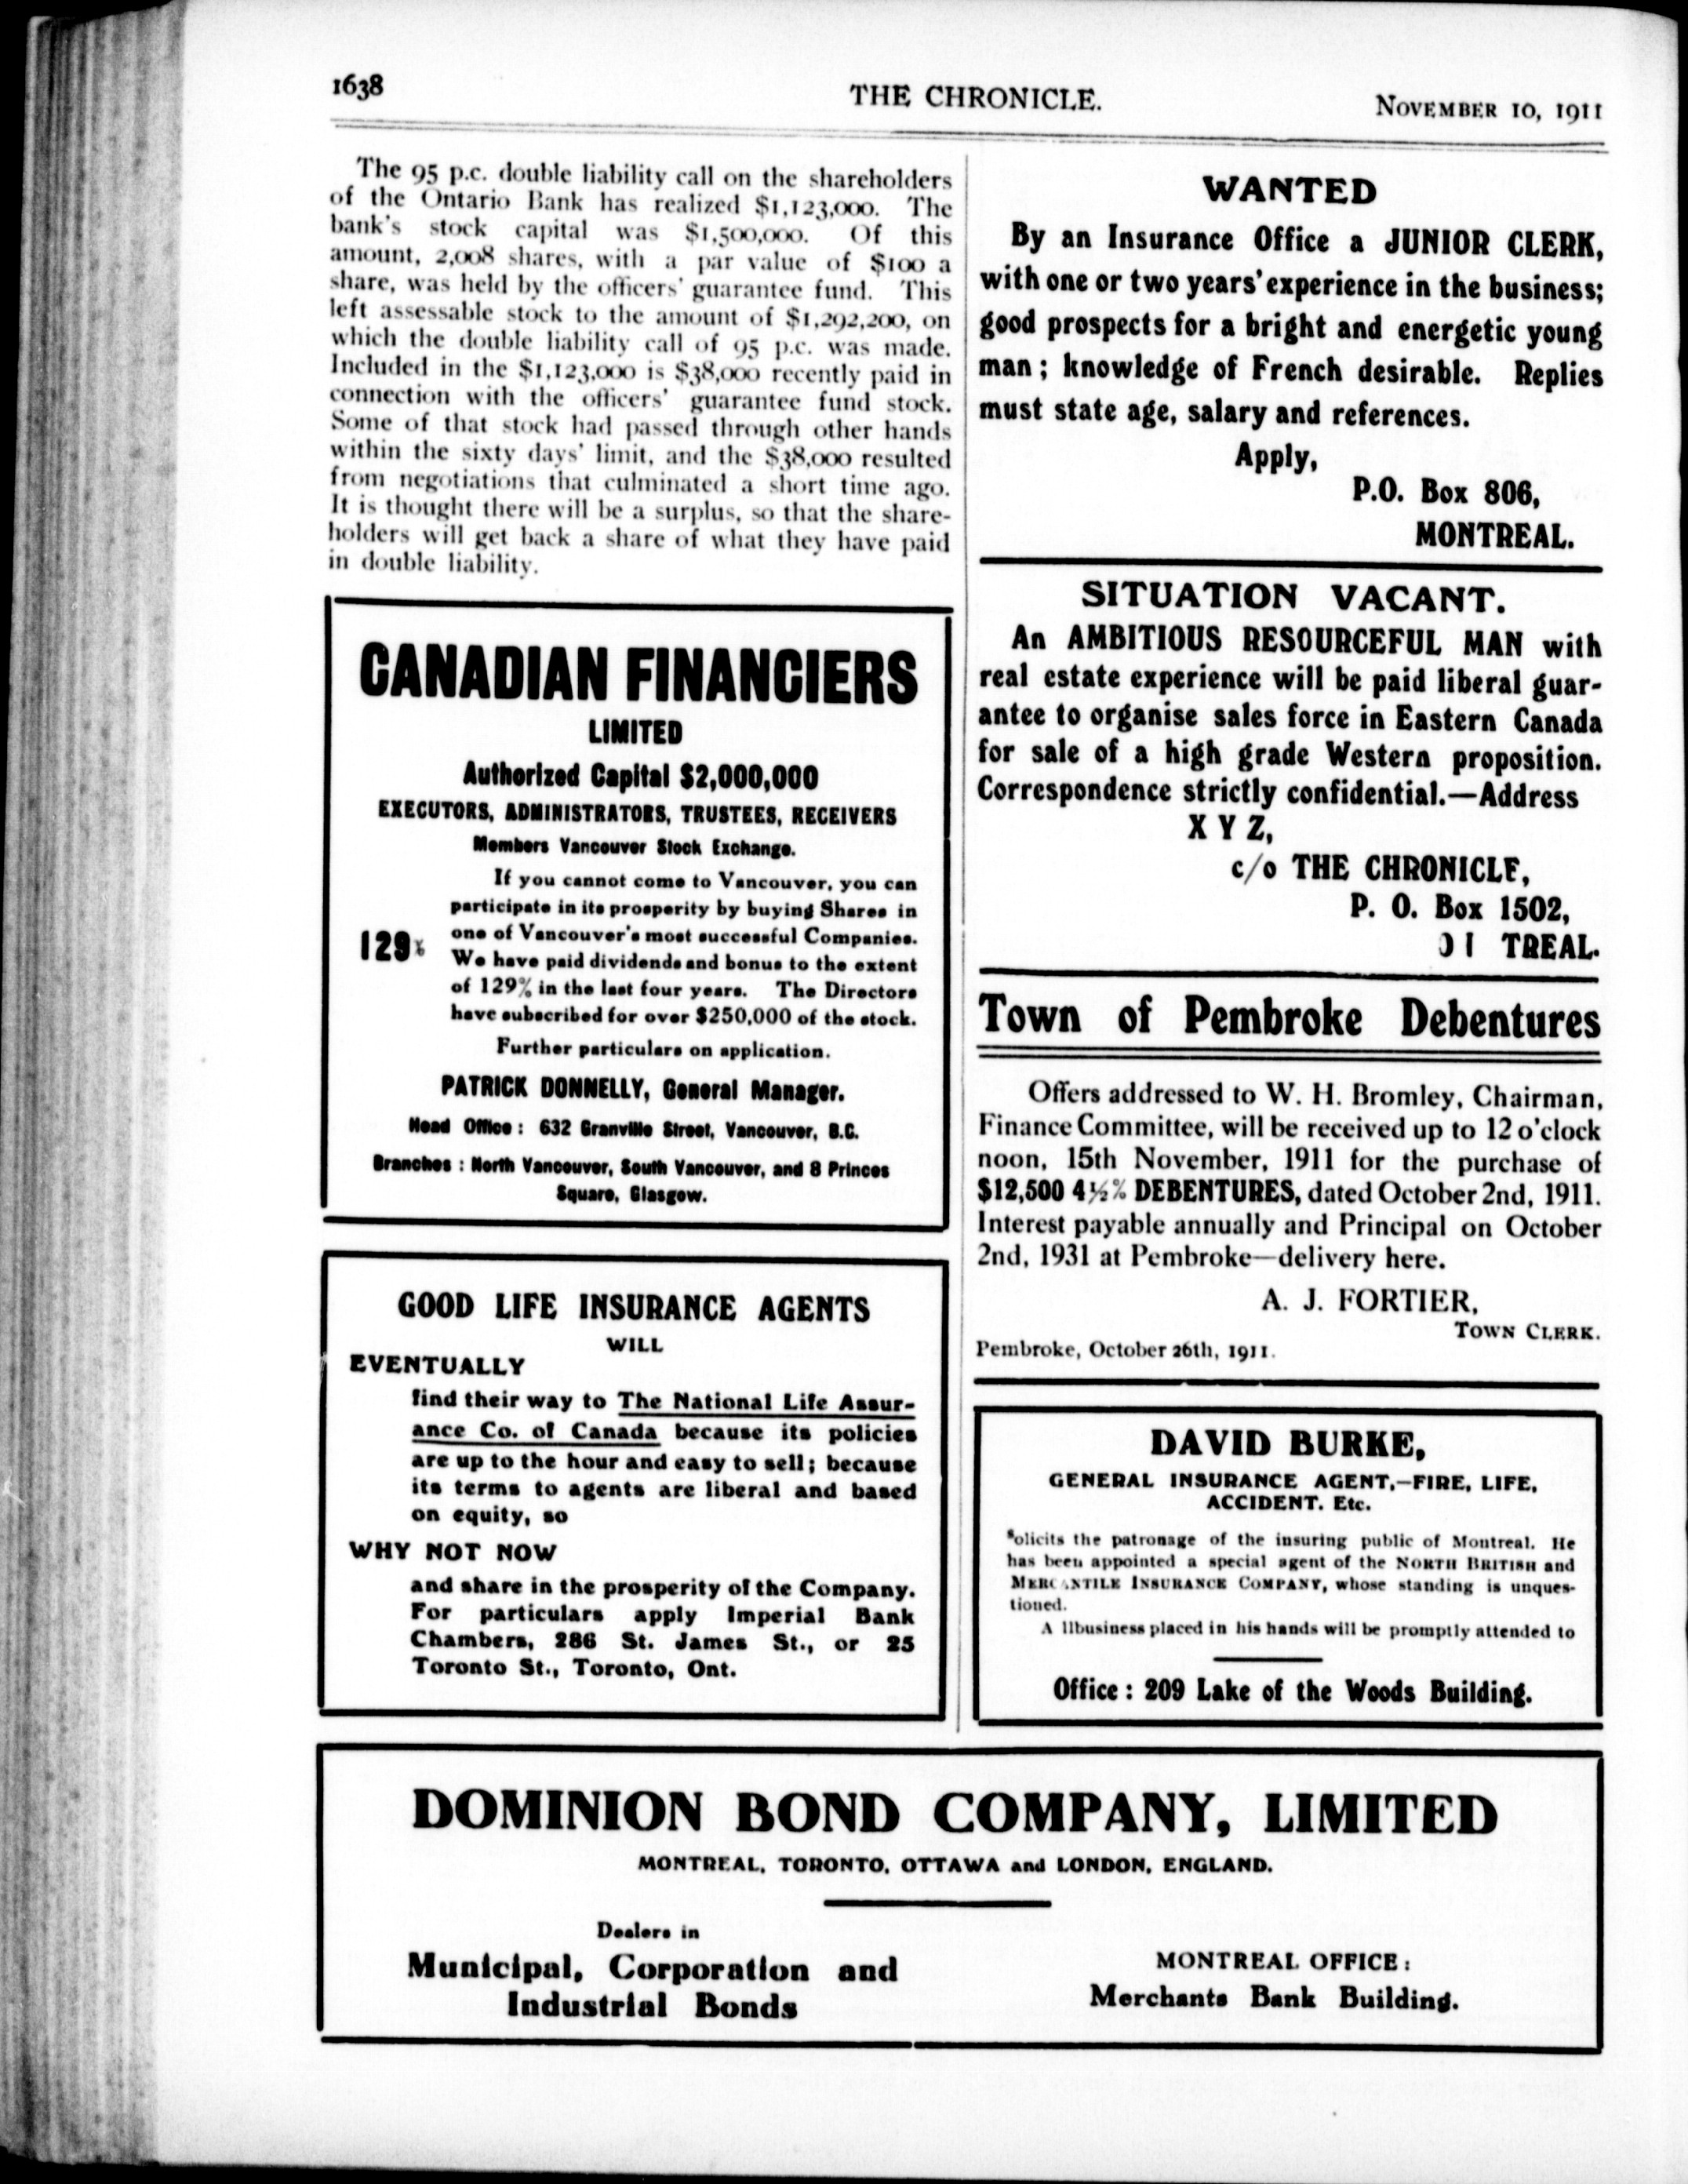 1638
THE CHRONICLE.
NOVEMBER 10, 1911
The 95 p.c. double liability call on the shareholders
of the Ontario Bank has realized $1,123,000. The
bank's stock capital was $1,500,000. Of this
amount, 2,008 shares, with a par value of $100 a
share, was held by the officers' guarantee fund. This
left assessable stock to the amount of $1,292,200, on
which the double liability call of 95 p.c. was made.
Included in the $1,123,000 is $38,000 recently paid in
connection with the officers' guarantee fund stock.
Some of that stock had passed through other hands
within the sixty days' limit, and the $38,000 resulted
from negotiations that culminated a short time ago.
It is thought there will be a surplus, so that the share-
holders will get back a share of what they have paid
in double liability.
CANADIAN FINANCIERS
LIMITED
Authorized Capital $2,000,000
EXECUTORS, ADMINISTRATORS, TRUSTEES, RECEIVERS
Members Vancouver Stock Exchange.
If you cannot come to Vancouver, you can
participate in its prosperity by buying Shares in
one of Vancouver's most successful Companies.
129%
We have paid dividends and bonus to the extent
of 129% in the last four years. The Directors
have subscribed for over $250,000 of the stock.
Further particulars on application.
PATRICK DONNELLY, General Manager.
Head Office: 632 Granville Street, Vancouver, B.C.
Branches: North Vancouver, South Vancouver, and 8 Princes
Square, Glasgow.
GOOD LIFE INSURANCE AGENTS
WILL
EVENTUALLY
find their way to The National Life Assur-
ance Co. of Canada because its policies
are up to the hour and easy to sell; because
its terms to agents are liberal and based
on equity, so
WHY NOT NOW
and share in the prosperity of the Company.
For particulars apply Imperial Bank
Chambers, 286 St. James St., or 25
Toronto St., Toronto, Ont.
WANTED
By an Insurance Office a JUNIOR CLERK,
with one or two years' experience in the business;
good prospects for a bright and energetic young
man; knowledge of French desirable. Replies
must state age, salary and references.
Apply,
P.O. Box 806,
MONTREAL.
SITUATION VACANT.
An AMBITIOUS RESOURCEFUL MAN with
real estate experience will be paid liberal guar-
antee to organise sales force in Eastern Canada
for sale of a high grade Western proposition.
Correspondence strictly confidential.—Address
X Y Z,
c/o THE CHRONICLE,
P. O. Box 1502,
TREAL.
Town of Pembroke Debentures
Offers addressed to W. H. Bromley, Chairman,
Finance Committee, will be received up to 12 o'clock
noon, 15th November, 1911 for the purchase of
$12,500 4½% DEBENTURES, dated October 2nd, 1911.
Interest payable annually and Principal on October
2nd, 1931 at Pembroke—delivery here.
A. J. FORTIER,
TOWN CLERK.
Pembroke, October 26th, 1911.
DAVID BURKE,
GENERAL INSURANCE AGENT,—FIRE, LIFE,
ACCIDENT. Etc.
Solicits the patronage of the insuring public of Montreal. He
has been appointed a special agent of the NORTH BRITISH and
MERCANTILE INSURANCE COMPANY, whose standing is unques-
tioned.
A llbusiness placed in his hands will be promptly attended to
Office: 209 Lake of the Woods Building.
DOMINION BOND COMPANY, LIMITED
MONTREAL, TORONTO, OTTAWA and LONDON, ENGLAND.
Dealers in
Municipal, Corporation and
Industrial Bonds
MONTREAL OFFICE:
Merchants Bank Building.